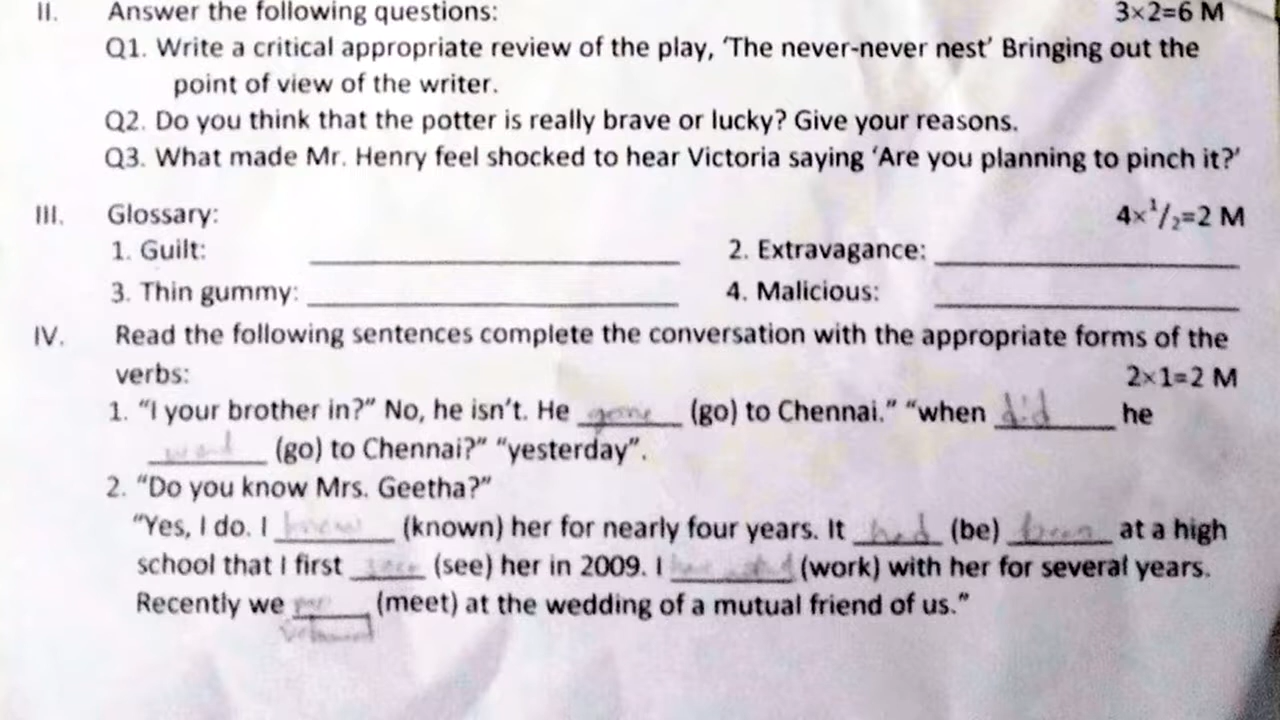 II. Answer the following questions: 3×2=6 M
Q1. Write a critical appropriate review of the play, ‘The never-never nest’ Bringing out the
point of view of the writer.
Q2. Do you think that the potter is really brave or lucky? Give your reasons.
Q3. What made Mr. Henry feel shocked to hear Victoria saying ‘Are you planning to pinch it?’
III. Glossary: 4×1/2=2 M
1. Guilt: ____________ 2. Extravagance: ____________
3. Thin gummy: ____________ 4. Malicious: ____________
IV. Read the following sentences complete the conversation with the appropriate forms of the
verbs: 2×1=2 M
1. “I your brother in?” No, he isn’t. He gone (go) to Chennai.” “when did he
(go) to Chennai?” “yesterday”.
2. “Do you know Mrs. Geetha?”
“Yes, I do. I knew (known) her for nearly four years. It had (be) been at a high
school that I first (see) her in 2009. I (work) with her for several years.
Recently we (meet) at the wedding of a mutual friend of us.”